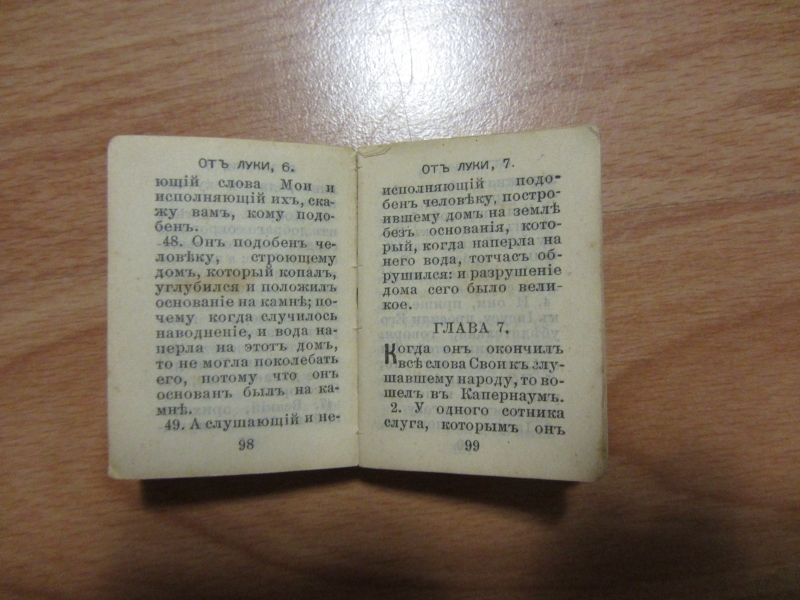 ОТЪ ЛУКИ, 6.
ющій слова Мои и
исполняющій ихъ, ска-
жу вамъ, кому подо-
бенъ.
48. Онъ подобенъ че-
ловѣку, строющему
домъ, который копалъ,
углубился и положилъ
основаніе на камнѣ; по-
чему когда случилось
наводненіе, и вода на-
перла на этотъ домъ,
то не могла поколебать
его, потому что онъ
основанъ былъ на ка-
мнѣ.
49. А слушающій и не-
98
ОТЪ ЛУКИ, 7.
исполняющій подо-
бенъ человѣку, постро-
ившему домъ на землѣ
безъ основанія, кото-
рый, когда наперла на
него вода, тотчасъ об-
рушился: и разрушеніе
дома сего было вели-
кое.
ГЛАВА 7.
Когда онъ окончилъ
всѣ слова Свои къ слу-
шавшему народу, то во-
шелъ въ Капернаумъ.
2. У одного сотника
слуга, которымъ онъ
99